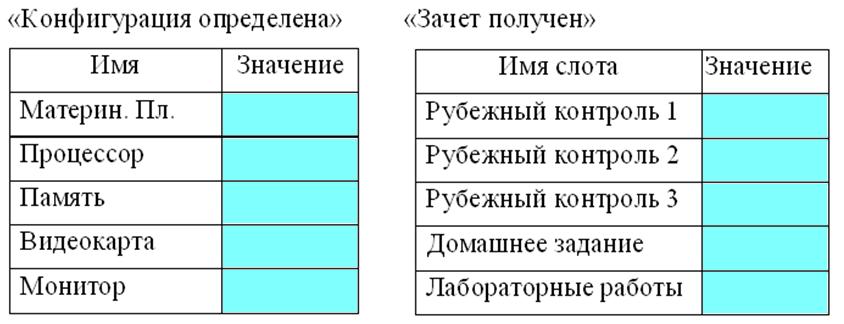 «Конфигурация определена»
Имя Значение
Материн. Пл.
Процессор
Память
Видеокарта
Монитор
«Зачет получен»
Имя слота Значение
Рубежный контроль 1
Рубежный контроль 2
Рубежный контроль 3
Домашнее задание
Лабораторные работы